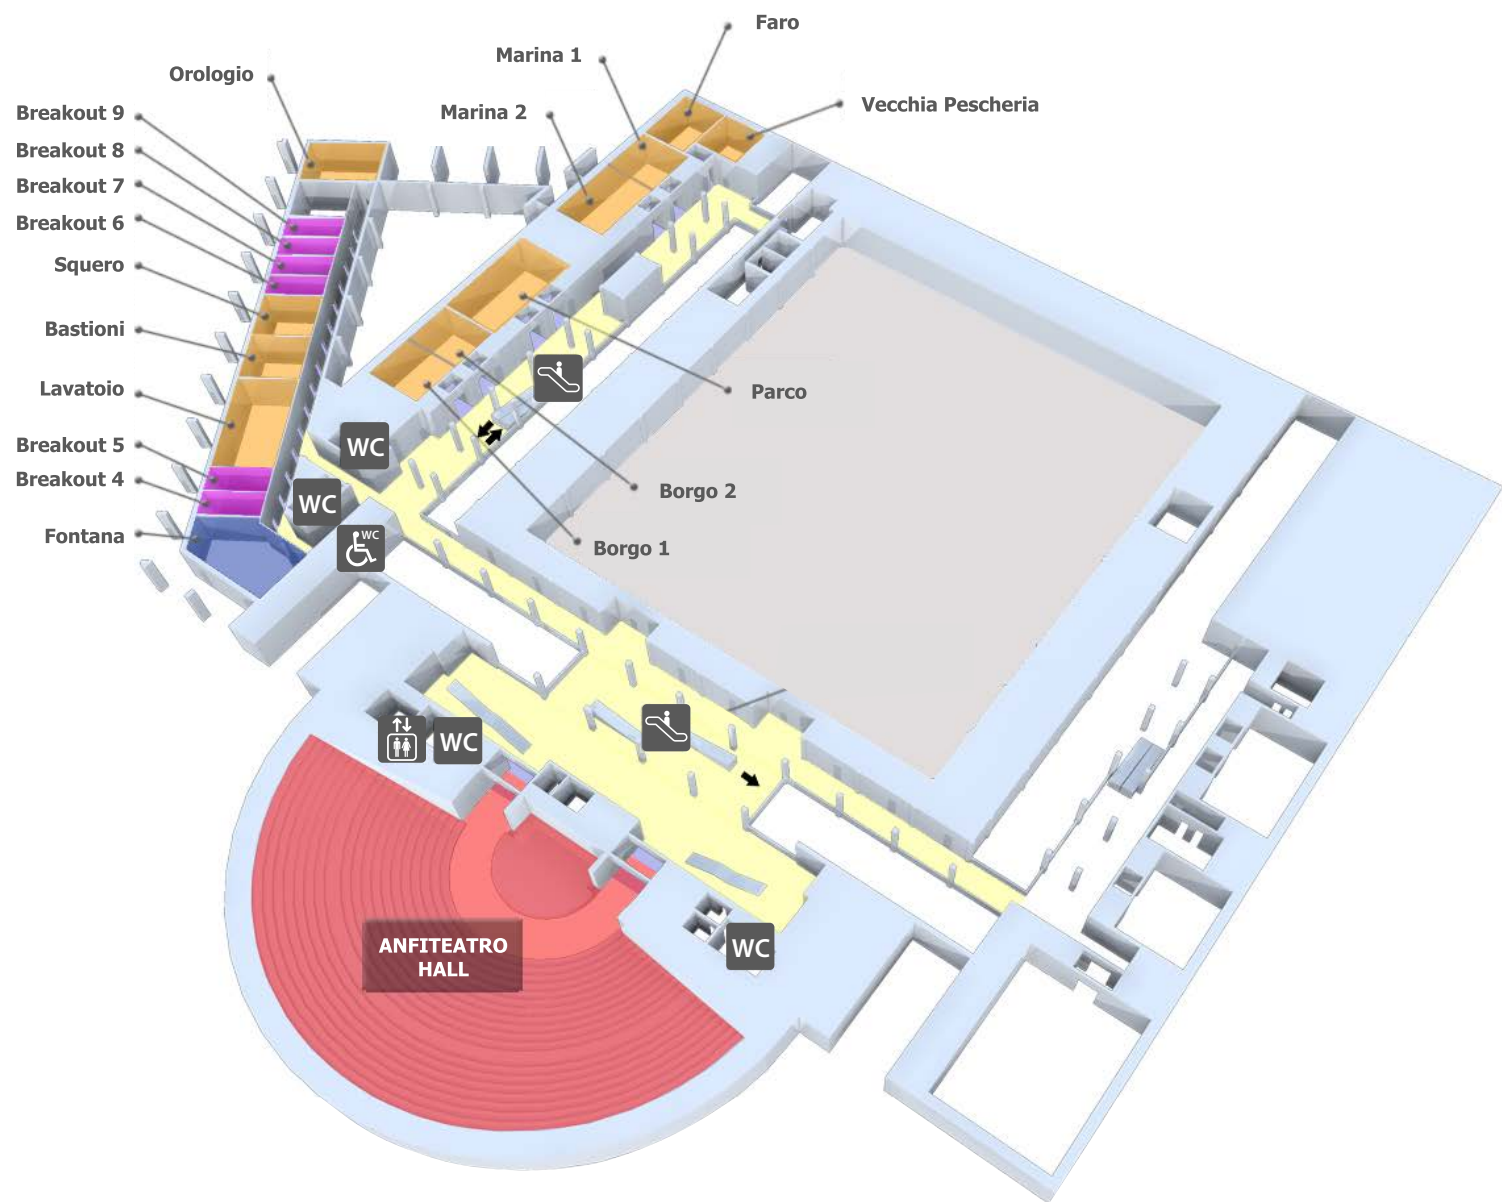 Faro
Marina 1
Orologio
Vecchia Pescheria
Breakout 9
Marina 2
Breakout 8
Breakout 7
Breakout 6
Squero
Bastioni
Lavatoio
Parco
Breakout 5
WC
Breakout 4
Borgo 2
WC
Fontana
WC
Borgo 1
WC
ANFITEATRO
HALL
WC